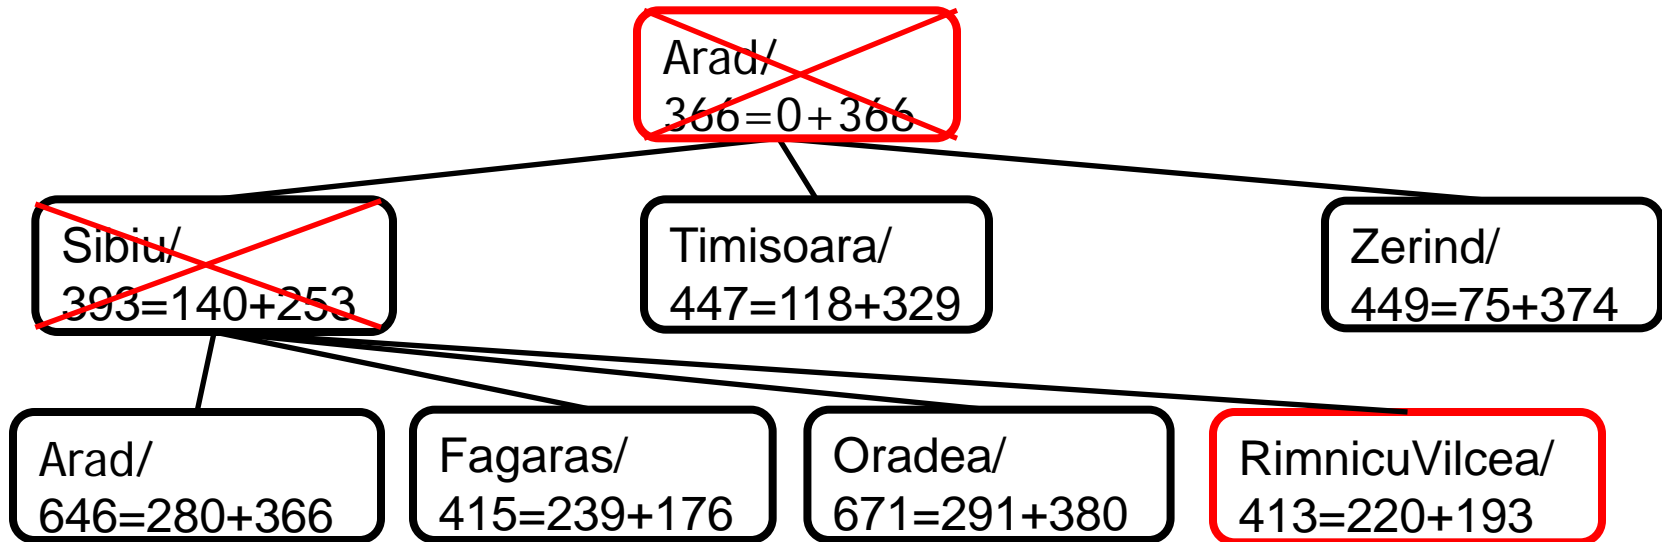 Arad/
366=0+366
Sibiu/
393=140+253
Timisoara/
447=118+329
Zerind/
449=75+374
Arad/
646=280+366
Fagaras/
415=239+176
Oradea/
671=291+380
RimnicuVilcea/
413=220+193